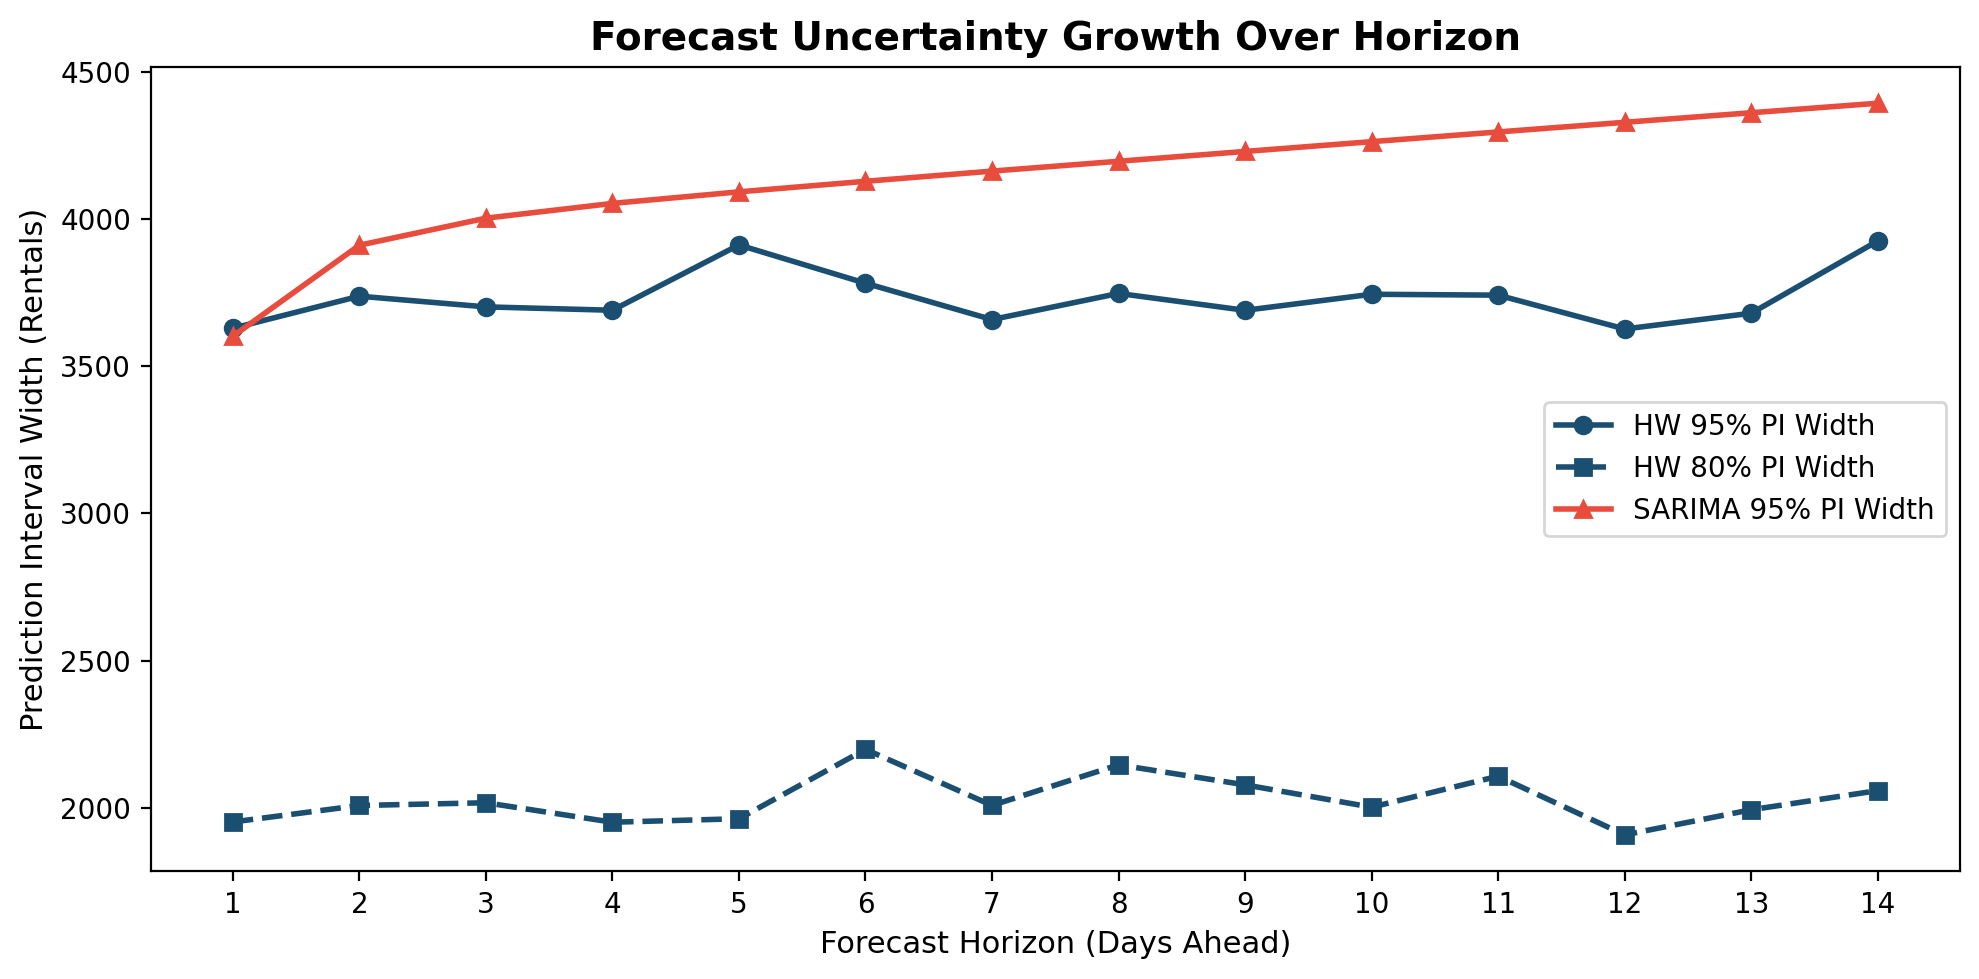 Forecast Uncertainty Growth Over Horizon
Prediction Interval Width (Rentals)
4500
4000
3500
3000
2500
2000
HW 95% PI Width
HW 80% PI Width
SARIMA 95% PI Width
1 2 3 4 5 6 7 8 9 10 11 12 13 14
Forecast Horizon (Days Ahead)